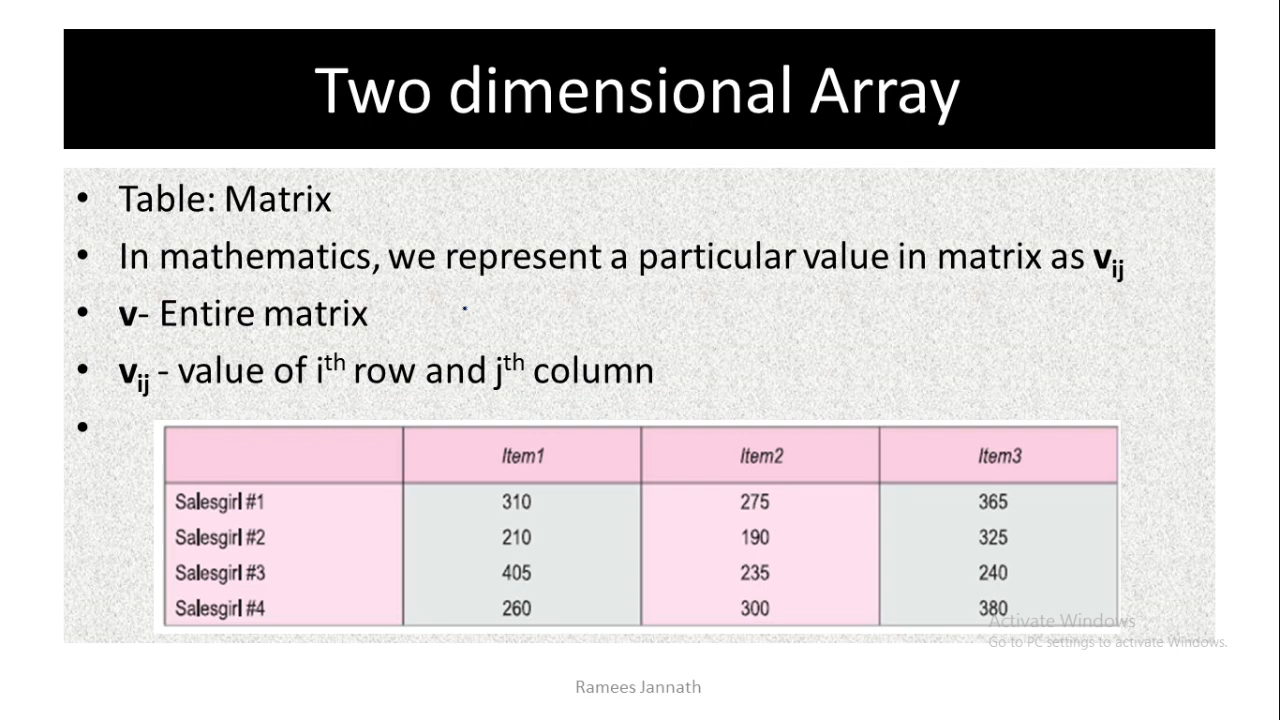 Two dimensional Array
• Table: Matrix
• In mathematics, we represent a particular value in matrix as vij
• v- Entire matrix
• vij - value of ith row and jth column
•
Item1 Item2 Item3
Salesgirl #1 310 275 365
Salesgirl #2 210 190 325
Salesgirl #3 405 235 240
Salesgirl #4 260 300 380
Activate Windows
Go to PC settings to activate Windows.
Ramees Jannath